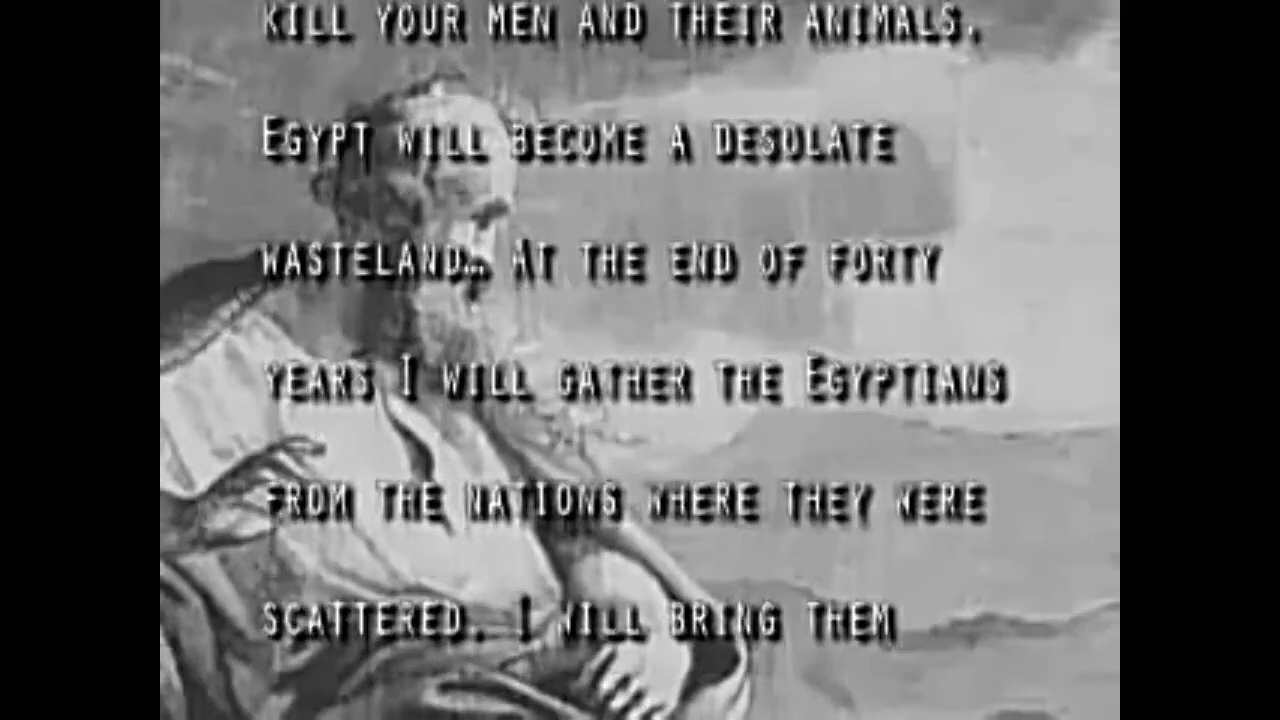 KILL YOUR MEN AND THEIR ANIMALS.
EGYPT WILL BECOME A DESOLATE
WASTELAND… AT THE END OF FORTY
YEARS I WILL GATHER THE EGYPTIANS
FROM THE NATIONS WHERE THEY WERE
SCATTERED. I WILL BRING THEM